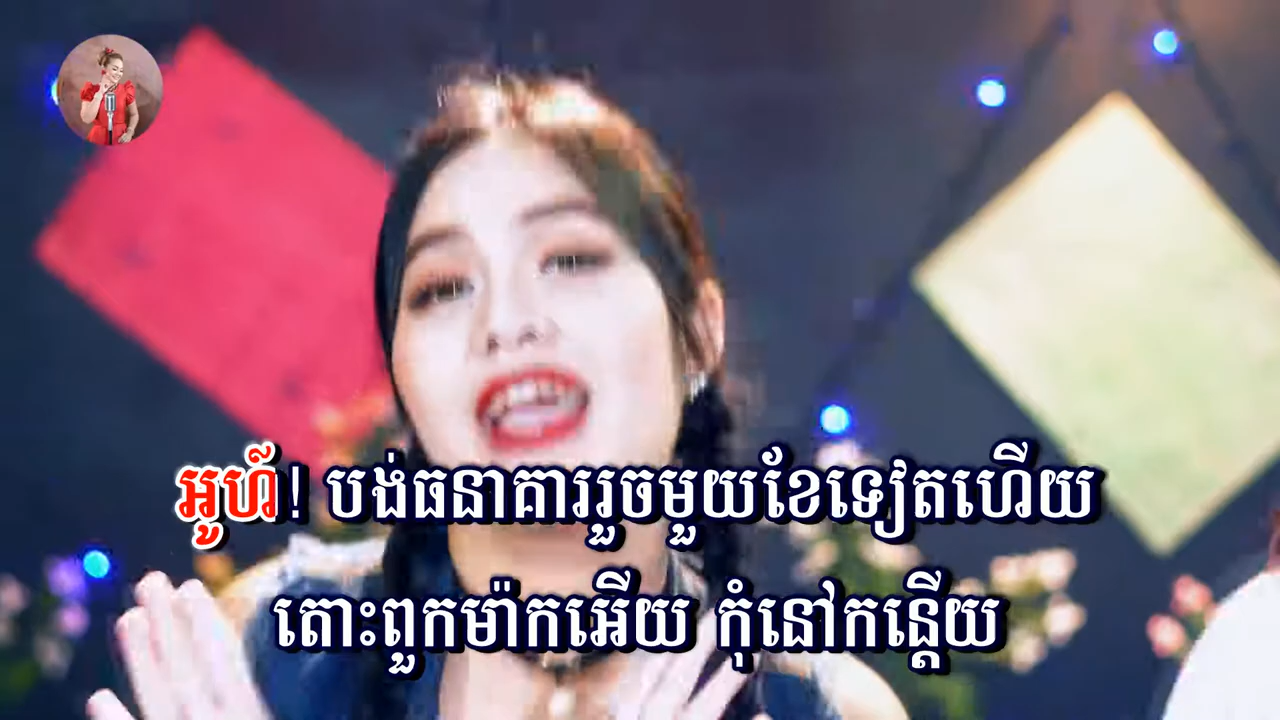 អូហ៍! បង់ធនាគាររួចមួយខែទៀតហើយ
តោះពួកម៉ាកអើយ កុំនៅកន្តើយ